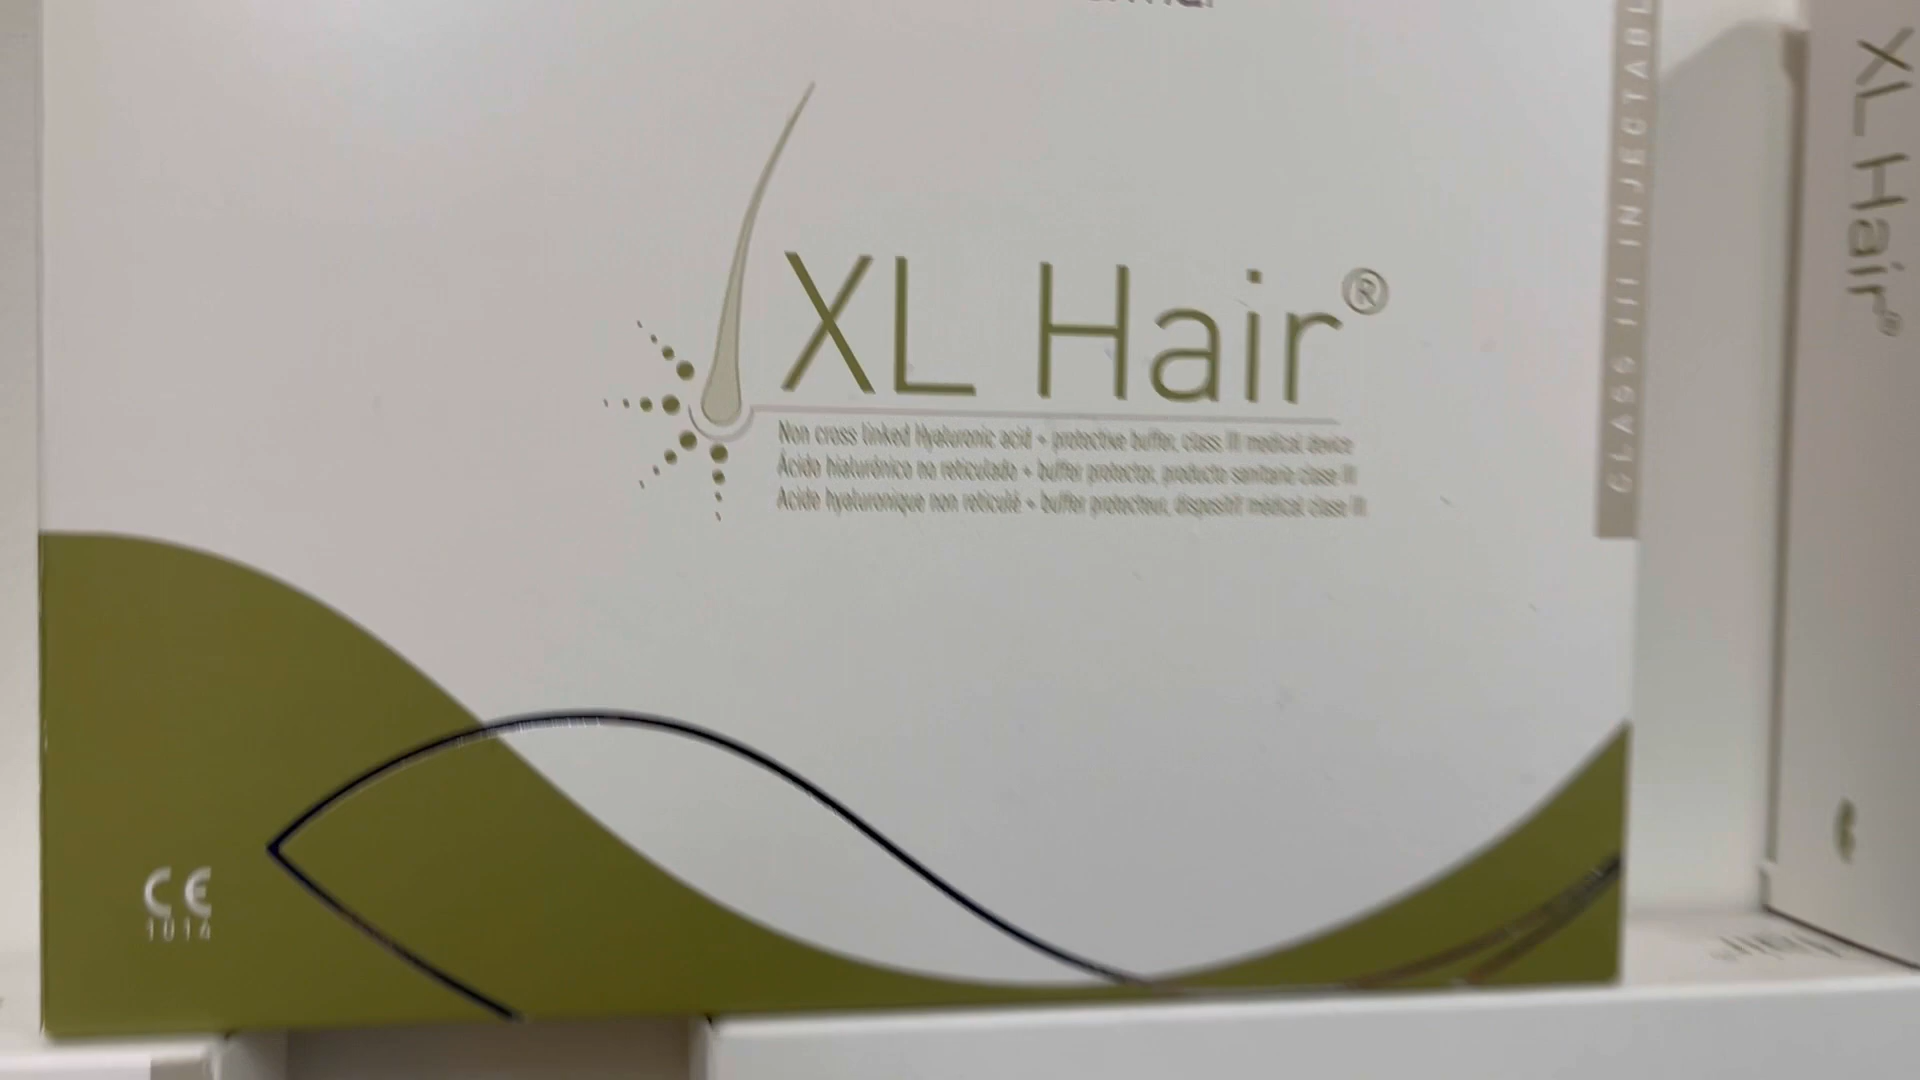 XL Hair®
Non cross linked Hyaluronic acid + protective buffer, class III medical device
Ácido hialurónico no reticulado + buffer protector, producto sanitario clase III
Acide hyaluronique non reticulé + buffer protecteur, dispositif médical classe III
CE
1014
CLASS III INJECTABL
XL Hair®